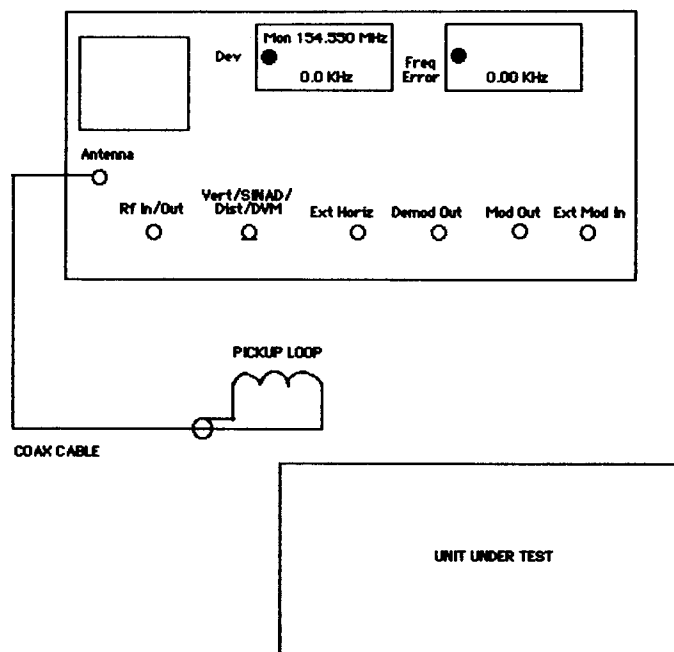 Dev
Mon 154.550 MHz
0.0 KHz
Freq
Error
0.00 KHz
Antenna
Rf In/Out
Vert/SINAD/
Dist/DVM
Ext Horiz
Demod Out
Mod Out
Ext Mod In
PICKUP LOOP
COAX CABLE
UNIT UNDER TEST